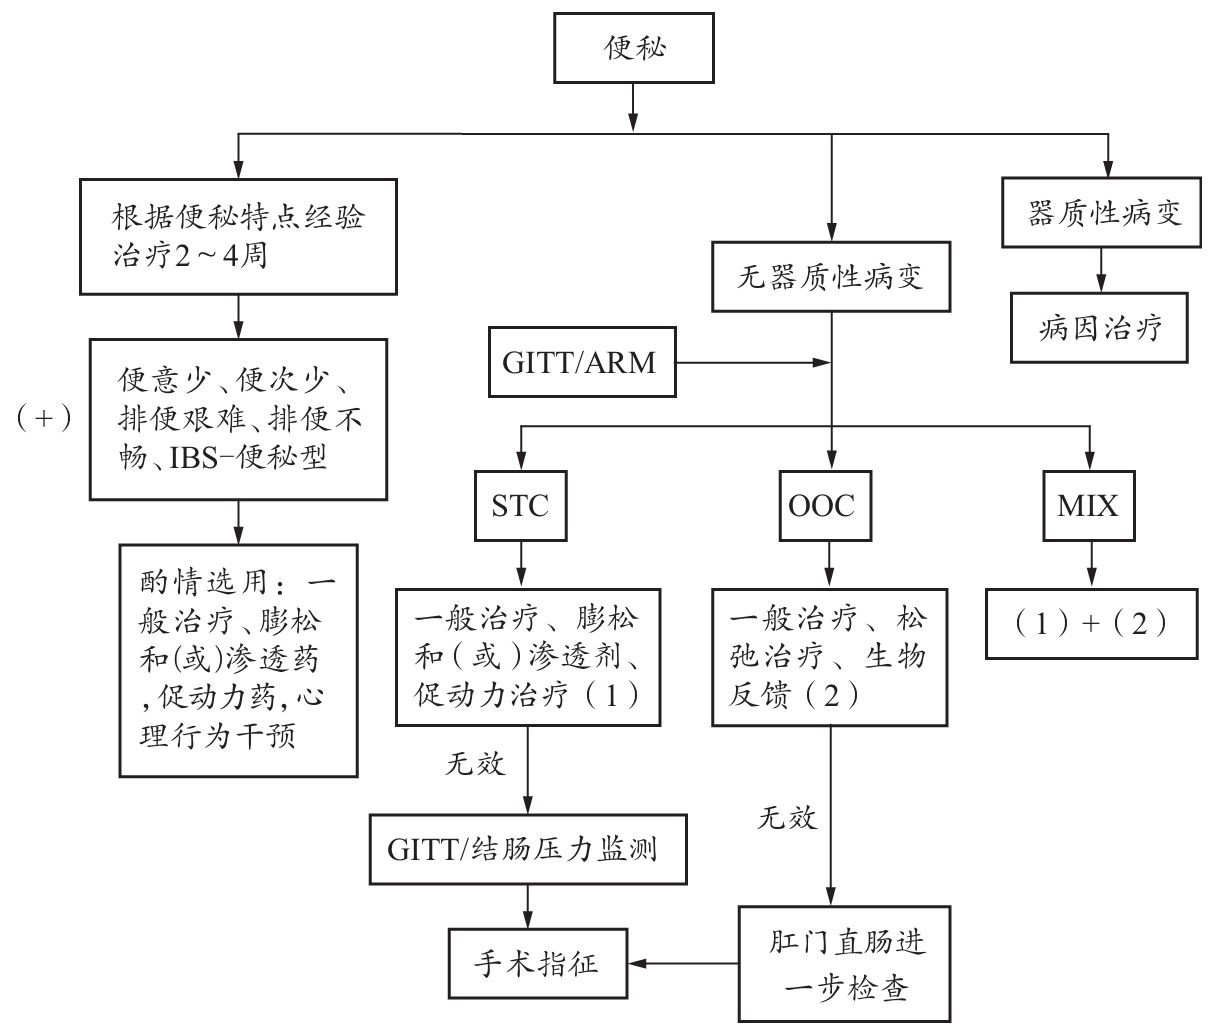 便秘
根据便秘特点经验
治疗2~4周
(+)
便意少、便次少、
排便艰难、排便不
畅、IBS-便秘型
酌情选用：一
般治疗、膨松
和(或)渗透药
,促动力药,心
理行为干预
无器质性病变
GITT/ARM
STC
一般治疗、膨松
和(或)渗透剂、
促动力治疗(1)
无效
GITT/结肠压力监测
手术指征
OOC
一般治疗、松
弛治疗、生物
反馈(2)
无效
肛门直肠进
一步检查
MIX
(1)+(2)
器质性病变
病因治疗